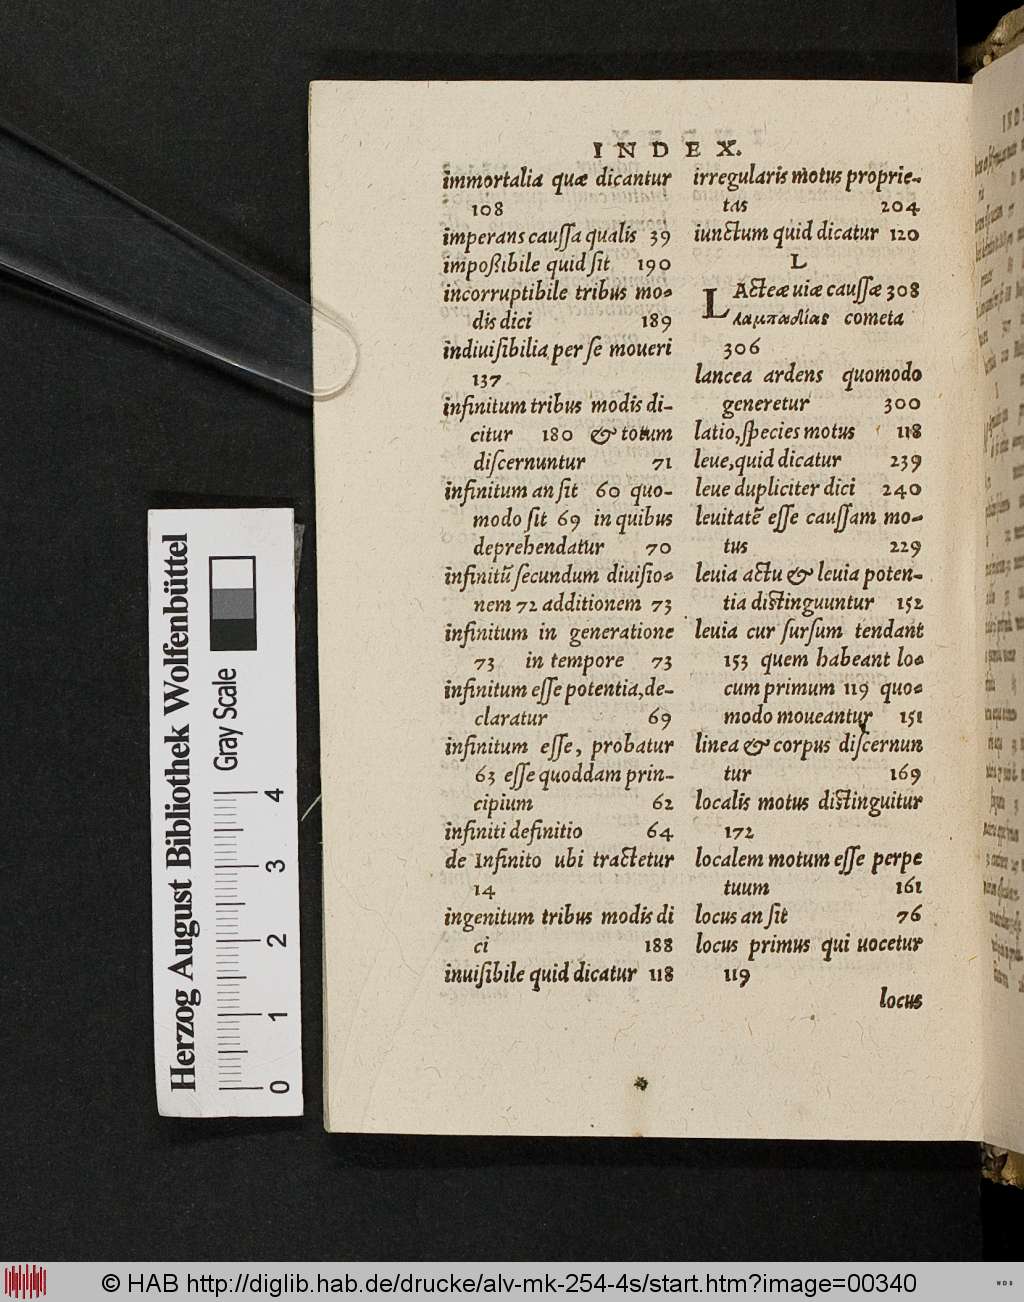 INDEX.
immortalia quæ dicantur
108
imperans cauſſa qualis 39
impoßibile quid ſit 190
incorruptibile tribus mo-
dis dici 189
indiuiſibilia per ſe moueri
137
infinitum tribus modis di-
citur 180 & totum
diſcernuntur 71
infinitum an ſit 60 quo-
modo ſit 69 in quibus
deprehendatur 70
infinitũ ſecundum diuiſio-
nem 72 additionem 73
infinitum in generatione
73 in tempore 73
infinitum eſſe potentia, de-
claratur 69
infinitum eſſe, probatur
63 eſſe quoddam prin-
cipium 62
infiniti definitio 64
de Infinito ubi tractetur
14
ingenitum tribus modis di
ci 188
inuiſibile quid dicatur 118
irregularis motus proprie-
tas 204
iunctum quid dicatur 120
L
LActeæ uiæ cauſſæ 308
λαμπαδίας cometa
306
lancea ardens quomodo
generetur 300
latio, ſpecies motus 118
leue, quid dicatur 239
leue dupliciter dici 240
leuitatẽ eſſe cauſſam mo-
tus 229
leuia actu & leuia poten-
tia diſtinguuntur 152
leuia cur ſurſum tendant
153 quem habeant lo-
cum primum 119 quo-
modo moueantur 151
linea & corpus diſcernun
tur 169
localis motus diſtinguitur
172
localem motum eſſe perpe
tuum 161
locus an ſit 76
locus primus qui uocetur
119
locus
Herzog August Bibliothek Wolfenbüttel
Gray Scale
0 1 2 3 4
© HAB http://diglib.hab.de/drucke/alv-mk-254-4s/start.htm?image=00340